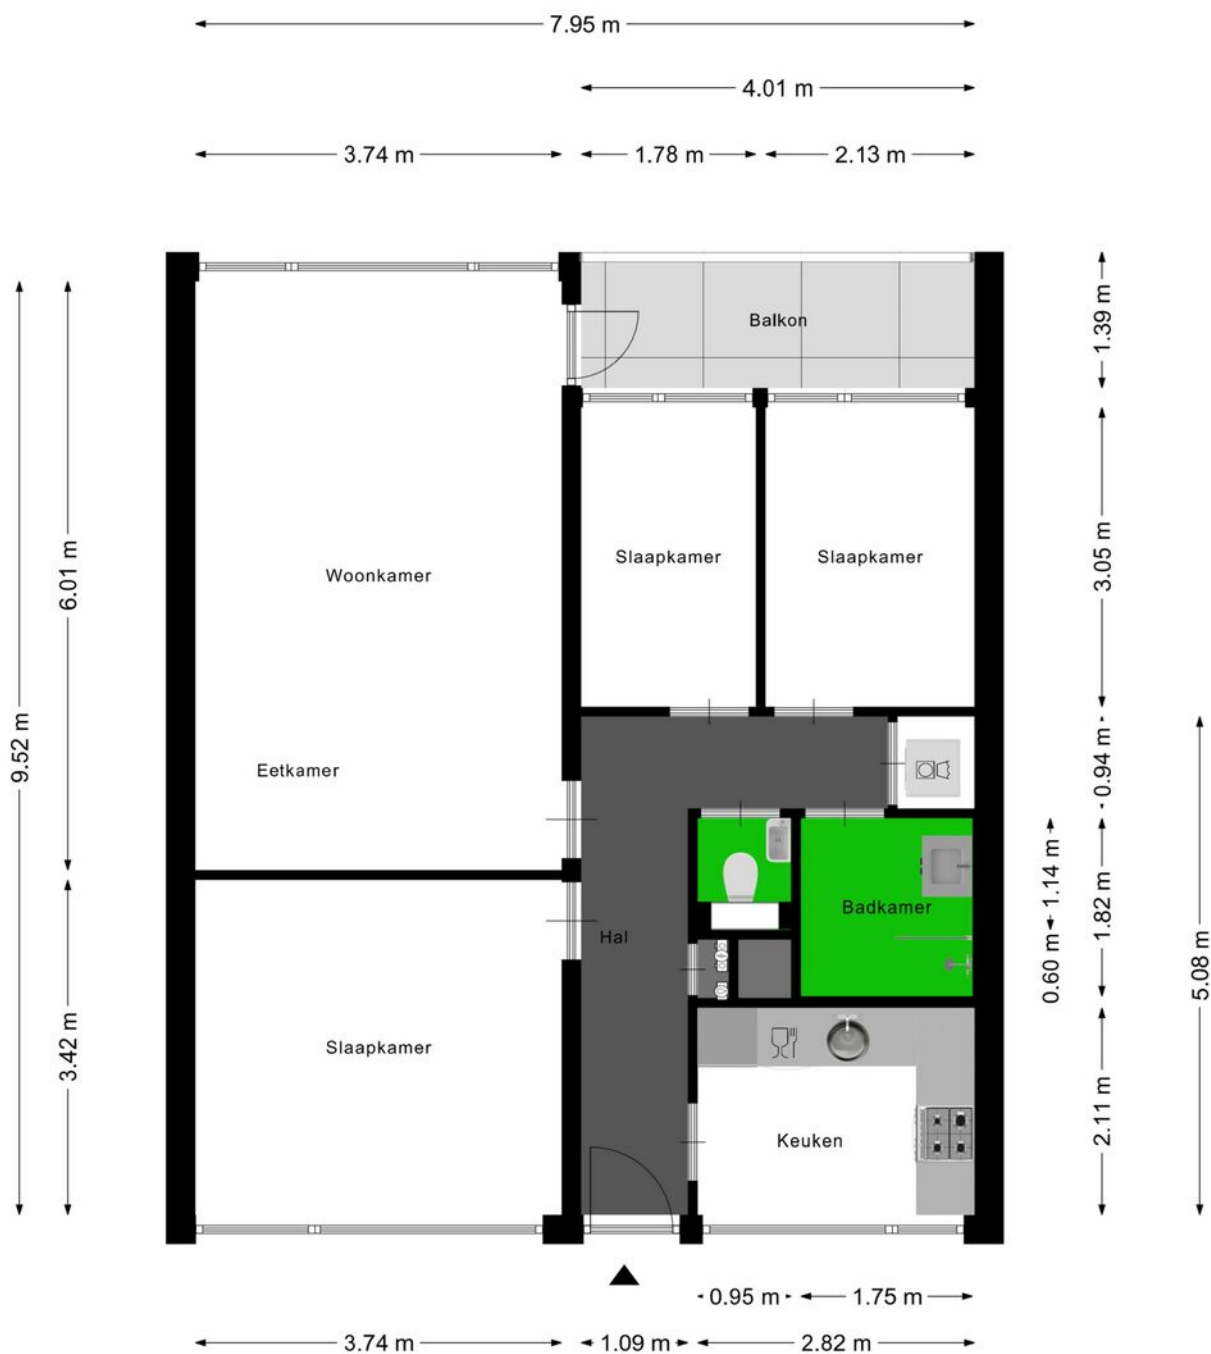 7.95 m
4.01 m
3.74 m
1.78 m
2.13 m
Balkon
1.39 m
Slaapkamer
Slaapkamer
3.05 m
Woonkamer
6.01 m
9.52 m
Eetkamer
0.94 m
Badkamer
Hal
1.14 m
0.60 m
1.82 m
5.08 m
Slaapkamer
3.42 m
Keuken
2.11 m
0.95 m
1.75 m
3.74 m
1.09 m
2.82 m